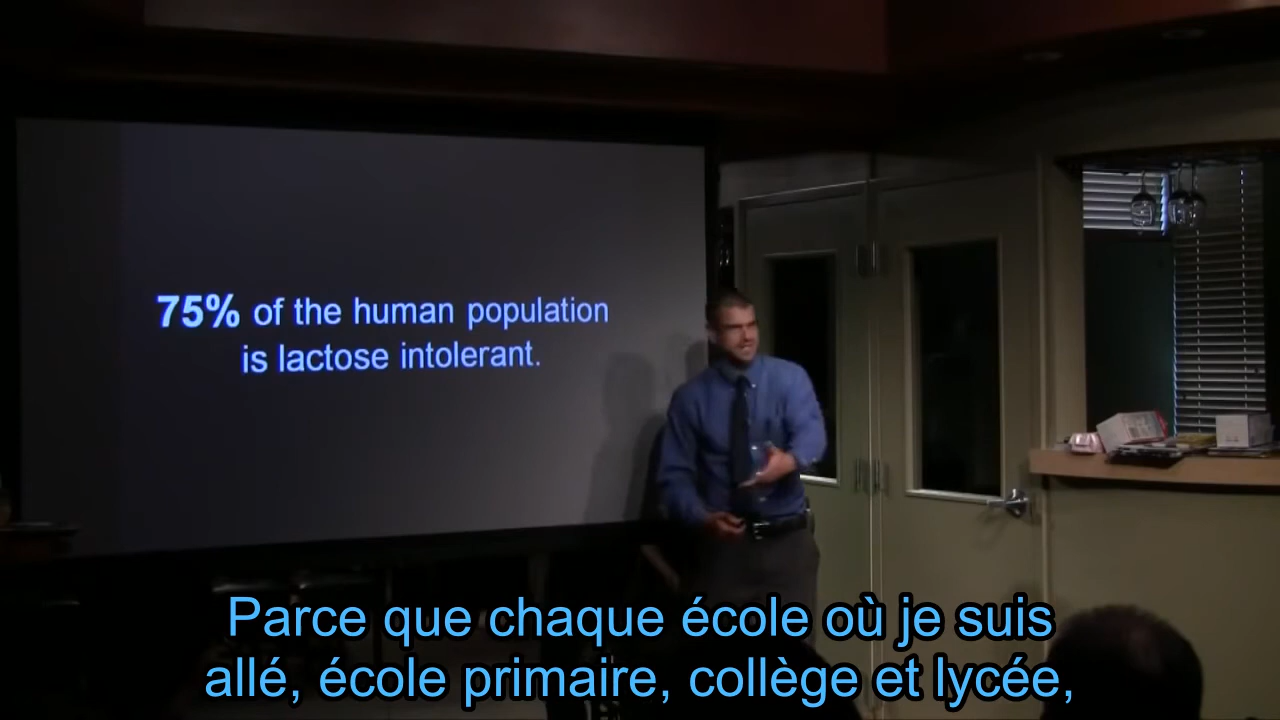 75% of the human population
is lactose intolerant.
Parce que chaque école où je suis
allé, école primaire, collège et lycée,